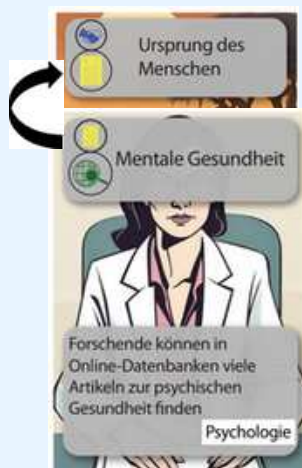 Ursprung des
Menschen
Mentale Gesundheit
Forschende können in
Online-Datenbanken viele
Artikeln zur psychischen
Gesundheit finden
Psychologie